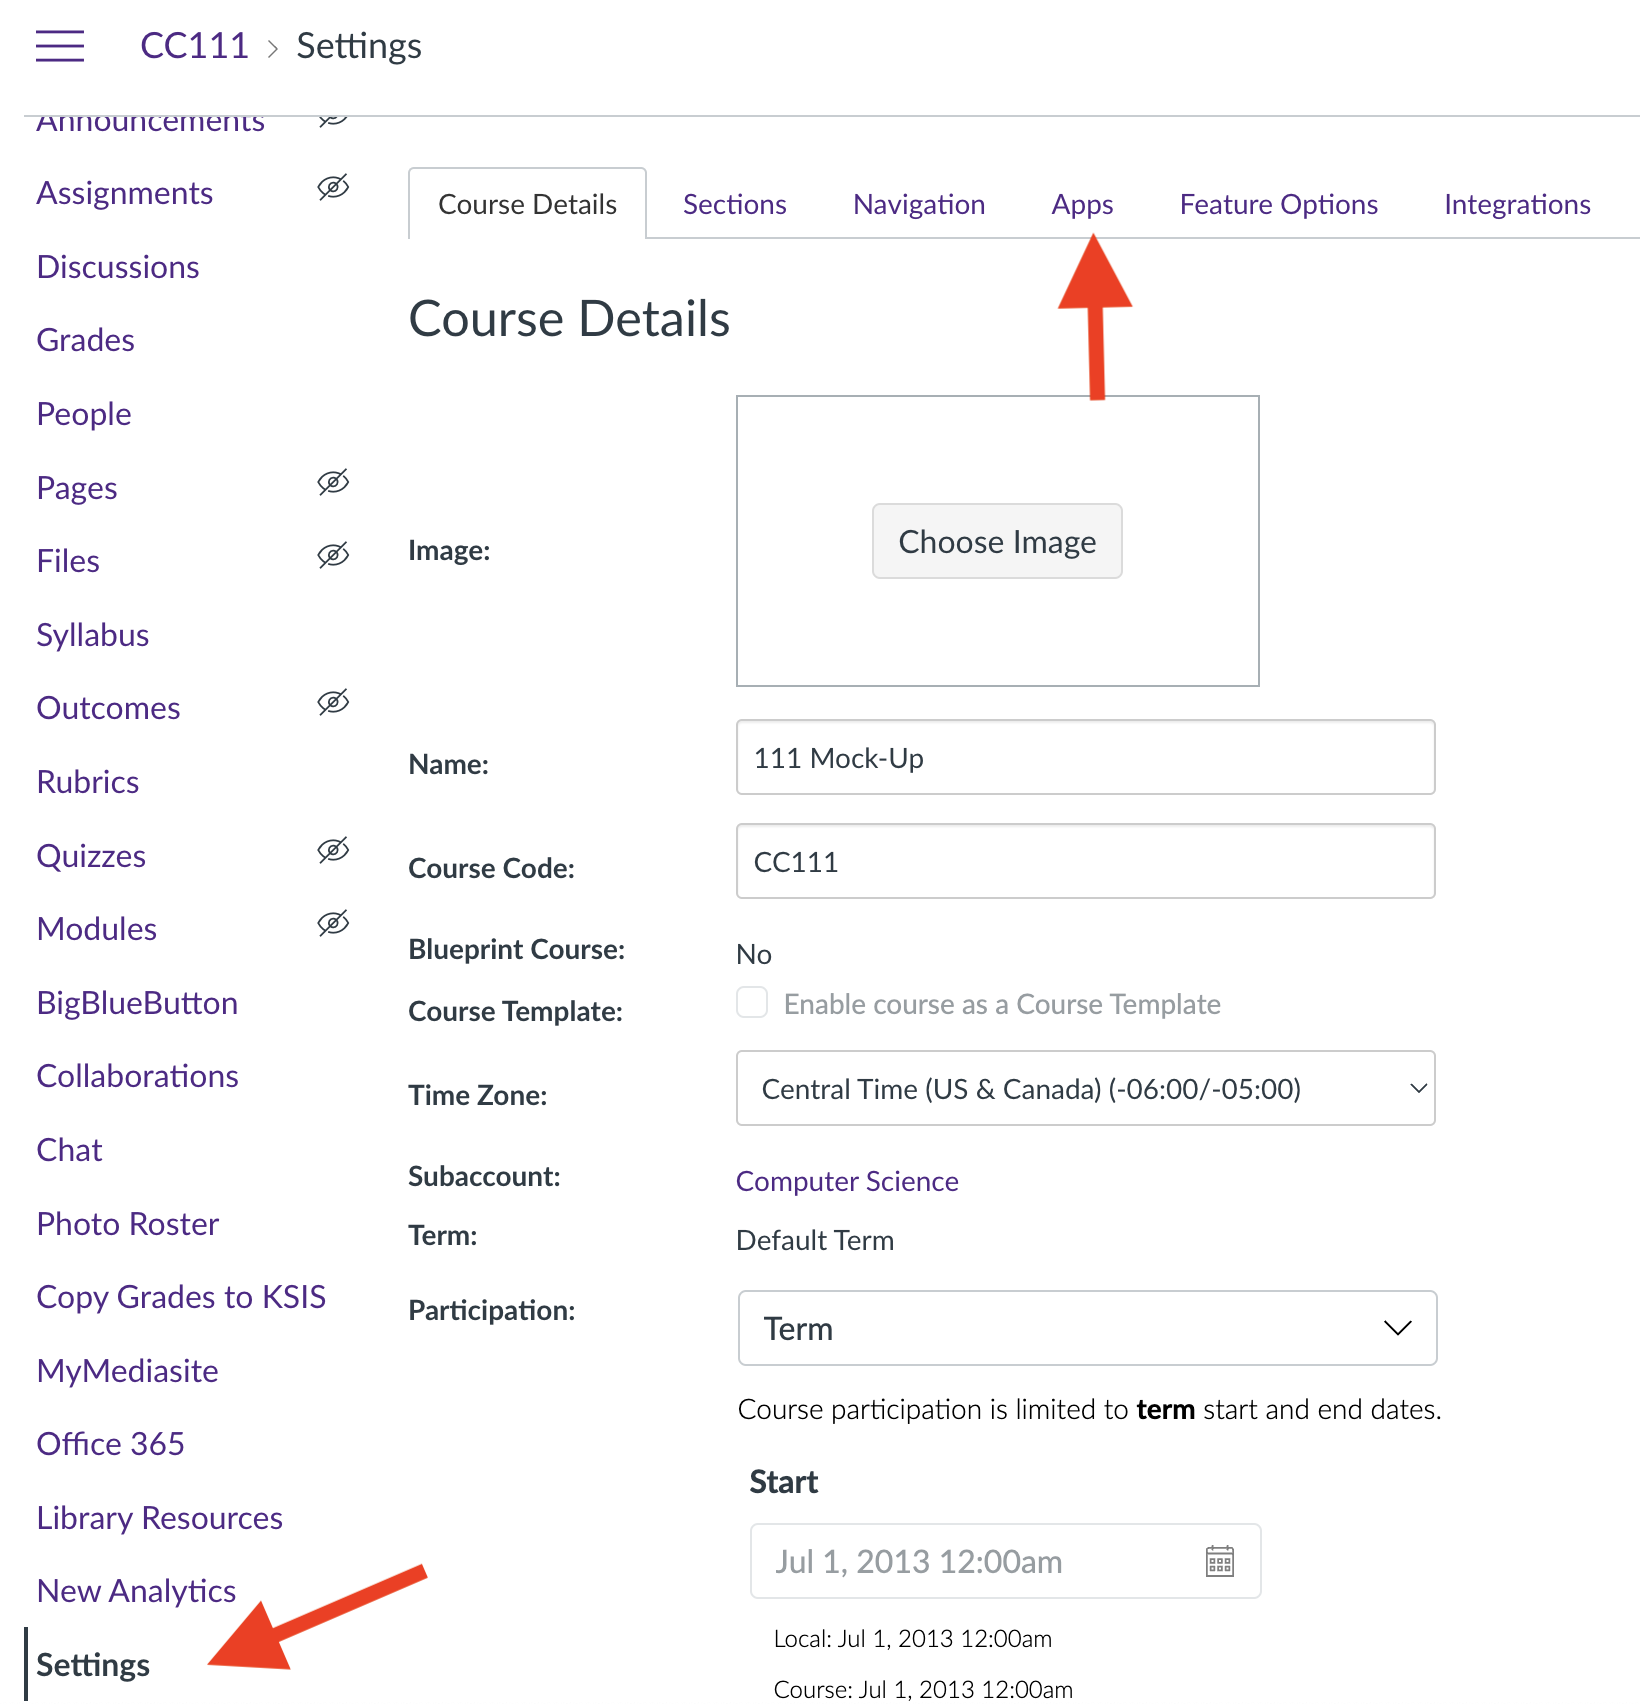 CC111 > Settings
Announcements
Assignments
Discussions
Grades
People
Pages
Files
Syllabus
Outcomes
Rubrics
Quizzes
Modules
BigBlueButton
Collaborations
Chat
Photo Roster
Copy Grades to KSIS
MyMediasite
Office 365
Library Resources
New Analytics
Settings
Course Details Sections Navigation Apps Feature Options Integrations
Course Details
Image:
Choose Image
Name:
111 Mock-Up
Course Code:
CC111
Blueprint Course:
No
Course Template:
Enable course as a Course Template
Time Zone:
Central Time (US & Canada) (-06:00/-05:00)
Subaccount:
Computer Science
Term:
Default Term
Participation:
Term
Course participation is limited to term start and end dates.
Start
Jul 1, 2013 12:00am
Local: Jul 1, 2013 12:00am
Course: Jul 1, 2013 12:00am